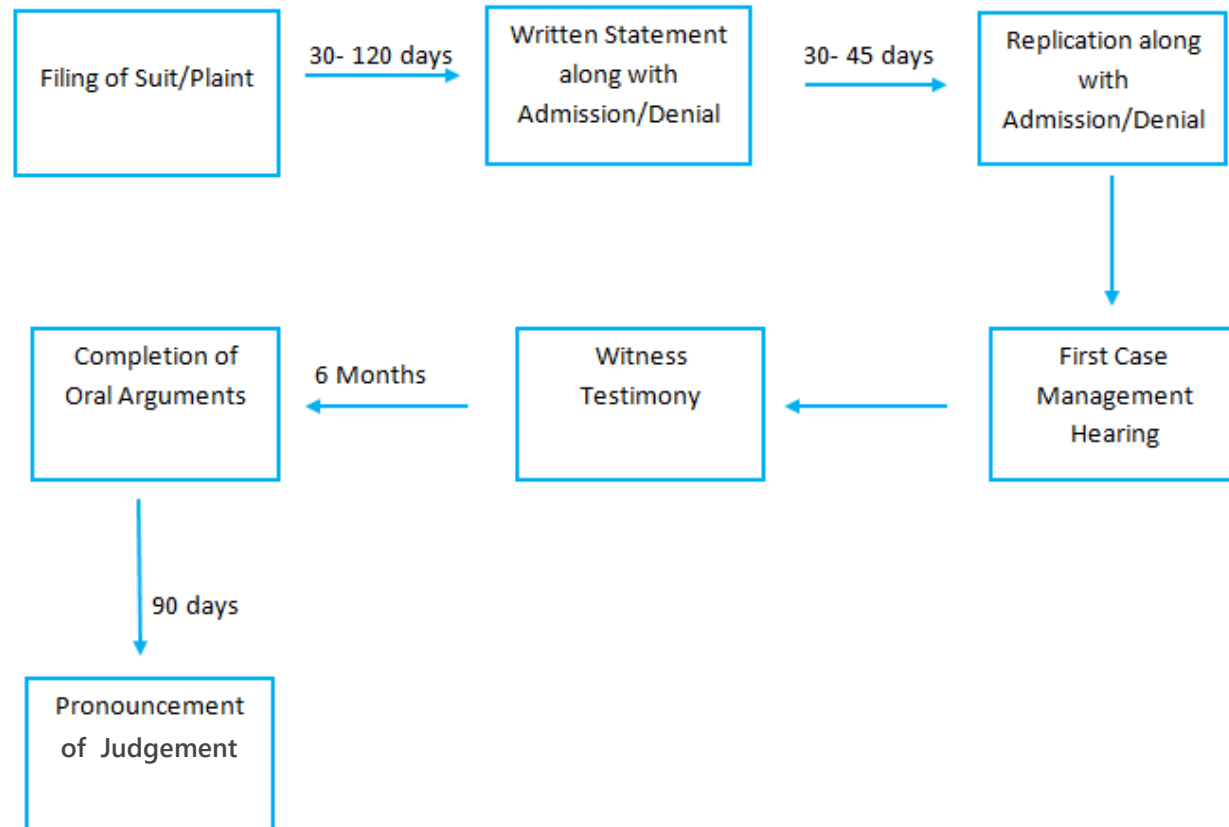 Filing of Suit/Plaint
30- 120 days
Written Statement
along with
Admission/Denial
30- 45 days
Replication along
with
Admission/Denial
First Case
Management
Hearing
Witness
Testimony
6 Months
Completion of
Oral Arguments
90 days
Pronouncement
of Judgement